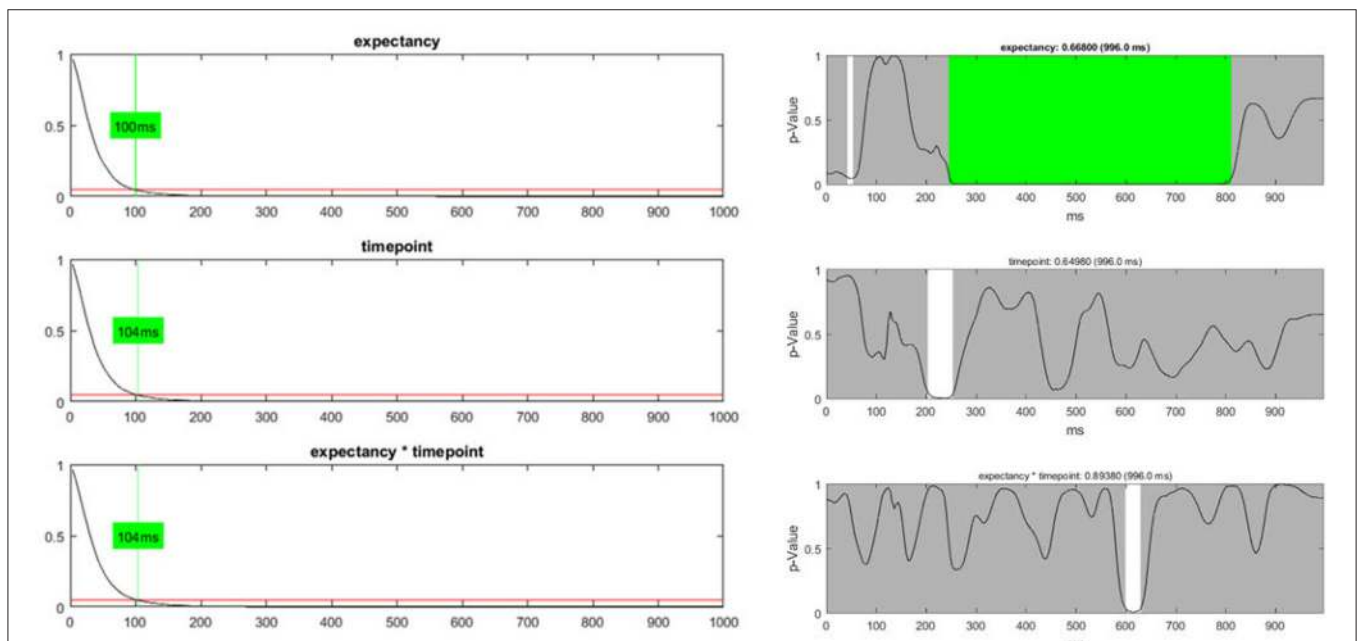 expectancy
1
0.5
100ms
0
0 100 200 300 400 500 600 700 800 900 1000
timepoint
1
0.5
104ms
0
0 100 200 300 400 500 600 700 800 900 1000
expectancy * timepoint
1
0.5
104ms
0
0 100 200 300 400 500 600 700 800 900 1000
expectancy: 0.66800 (996.0 ms)
1
0.5
0
p-Value
0 100 200 300 400 500 600 700 800 900
ms
timepoint: 0.64980 (996.0 ms)
1
0.5
0
p-Value
0 100 200 300 400 500 600 700 800 900
ms
expectancy * timepoint: 0.89380 (996.0 ms)
1
0.5
0
p-Value
0 100 200 300 400 500 600 700 800 900
ms